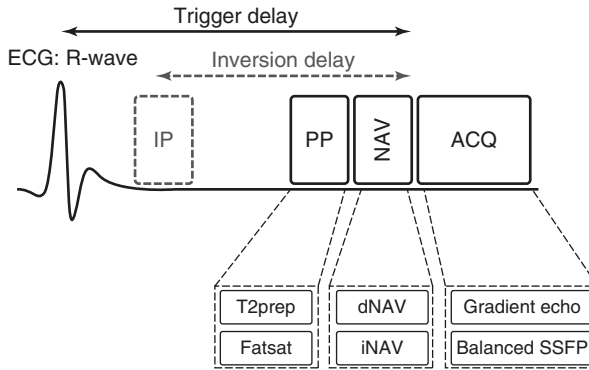 Trigger delay
ECG: R-wave
Inversion delay
IP
PP
NAV
ACQ
T2prep
dNAV
Gradient echo
Fatsat
iNAV
Balanced SSFP